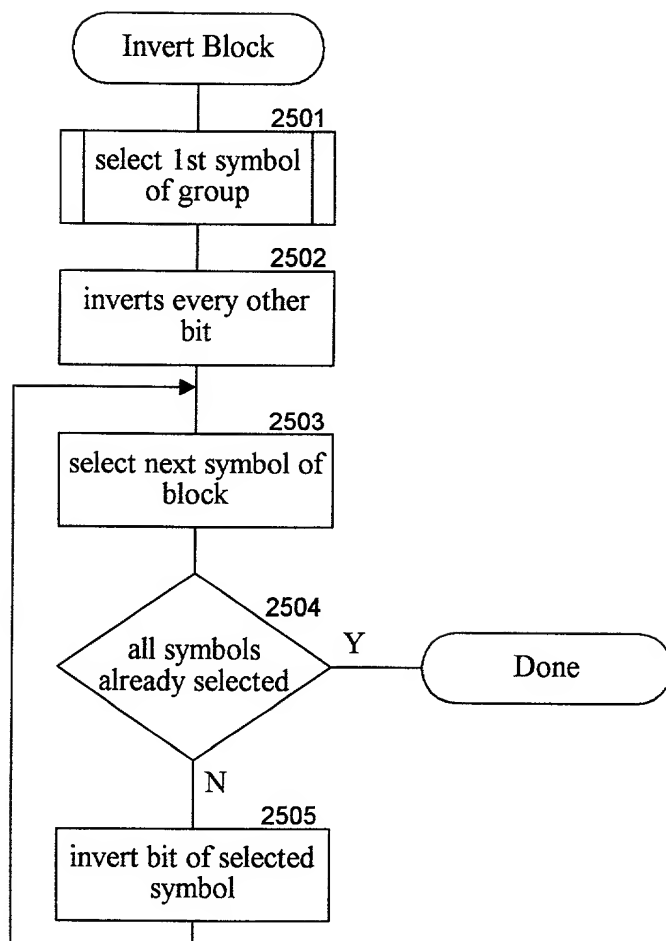 Invert Block
2501
select 1st symbol
of group
2502
inverts every other
bit
2503
select next symbol of
block
2504
all symbols
already selected
Y
Done
N
2505
invert bit of selected
symbol